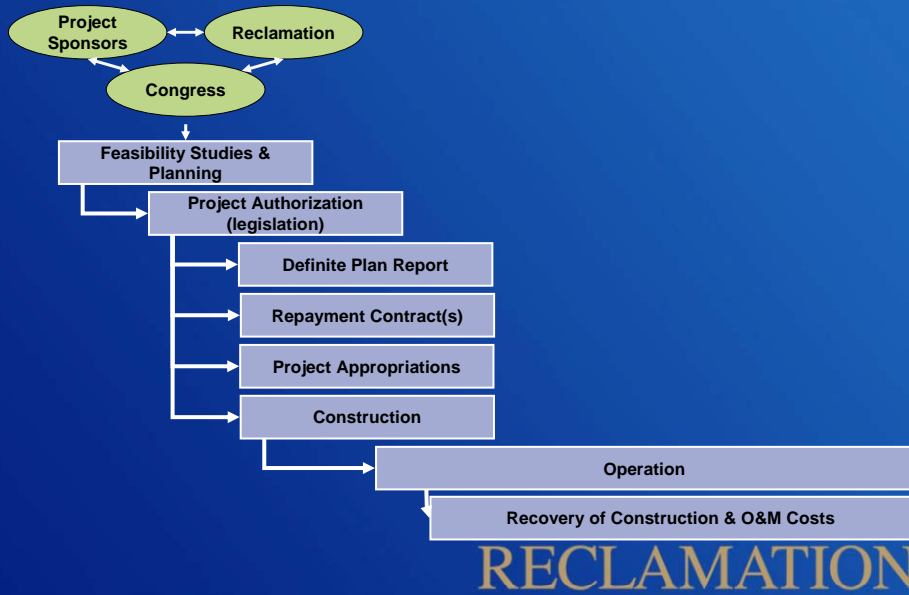 Project
Sponsors
Reclamation
Congress
Feasibility Studies &
Planning
Project Authorization
(legislation)
Definite Plan Report
Repayment Contract(s)
Project Appropriations
Construction
Operation
Recovery of Construction & O&M Costs
RECLAMATION